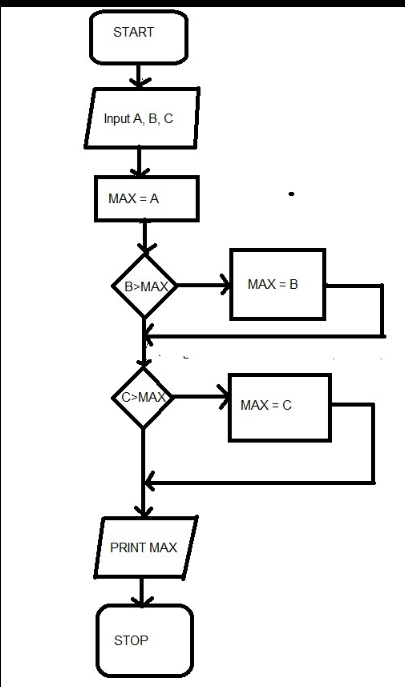 START
Input A, B, C
MAX = A
B>MAX
MAX = B
C>MAX
MAX = C
PRINT MAX
STOP